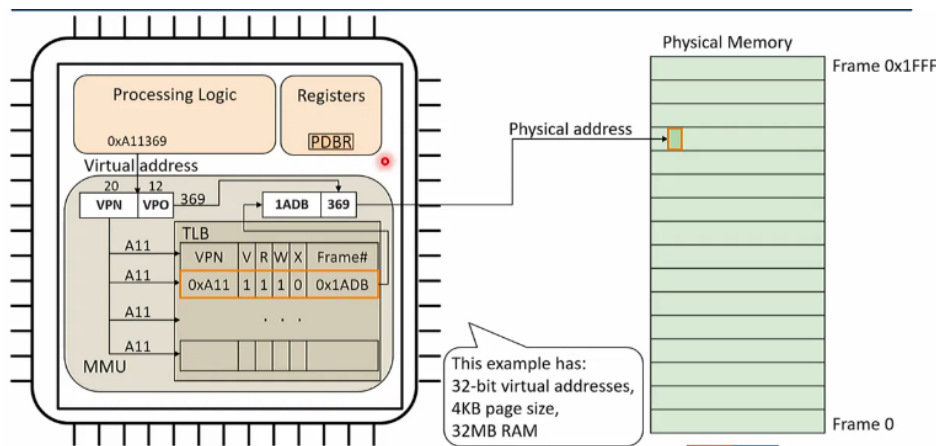 Physical Memory
Frame 0x1FFF
Processing Logic
Registers
0xA11369
PDBR
Physical address
Virtual address
20 12
VPN VPO
369
1ADB 369
TLB
A11
VPN V R W X Frame#
A11
0xA11 1 1 1 0 0x1ADB
A11
. . .
A11
MMU
This example has:
32-bit virtual addresses,
4KB page size,
32MB RAM
Frame 0